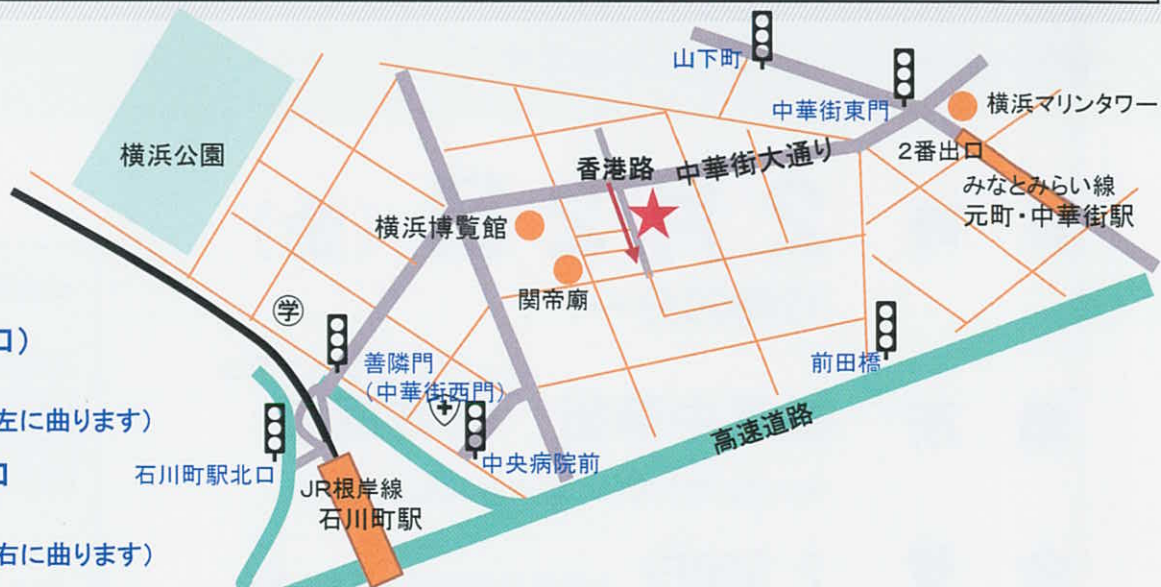 山下町
中華街東門
横浜マリンタワー
横浜公園
2番出口
香港路
中華街大通り
みなとみらい線
元町・中華街駅
横浜博覧館
関帝廟
学
口）
善隣門
（中華街西門）
前田橋
左に曲ります）
高速道路
口
石川町駅北口
中央病院前
JR根岸線
石川町駅
右に曲ります）